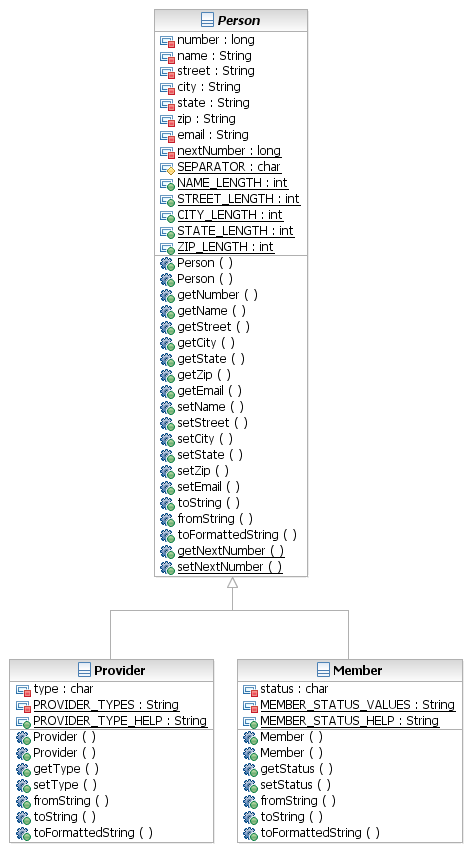 Person
number : long
name : String
street : String
city : String
state : String
zip : String
email : String
nextNumber : long
SEPARATOR : char
NAME_LENGTH : int
STREET_LENGTH : int
CITY_LENGTH : int
STATE_LENGTH : int
ZIP_LENGTH : int
Person ( )
Person ( )
getNumber ( )
getName ( )
getStreet ( )
getCity ( )
getState ( )
getZip ( )
getEmail ( )
setName ( )
setStreet ( )
setCity ( )
setState ( )
setZip ( )
setEmail ( )
toString ( )
fromString ( )
toFormattedString ( )
getNextNumber ( )
setNextNumber ( )
Provider
type : char
PROVIDER_TYPES : String
PROVIDER_TYPE_HELP : String
Provider ( )
Provider ( )
getType ( )
setType ( )
fromString ( )
toString ( )
toFormattedString ( )
Member
status : char
MEMBER_STATUS_VALUES : String
MEMBER_STATUS_HELP : String
Member ( )
Member ( )
getStatus ( )
setStatus ( )
fromString ( )
toString ( )
toFormattedString ( )